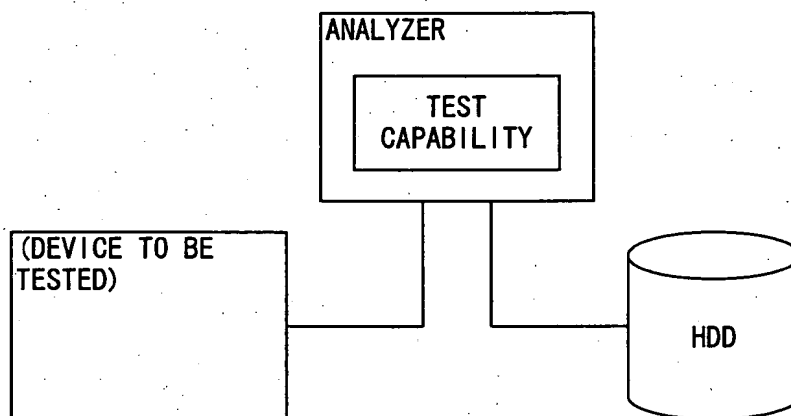 ANALYZER
TEST
CAPABILITY
(DEVICE TO BE
TESTED)
HDD